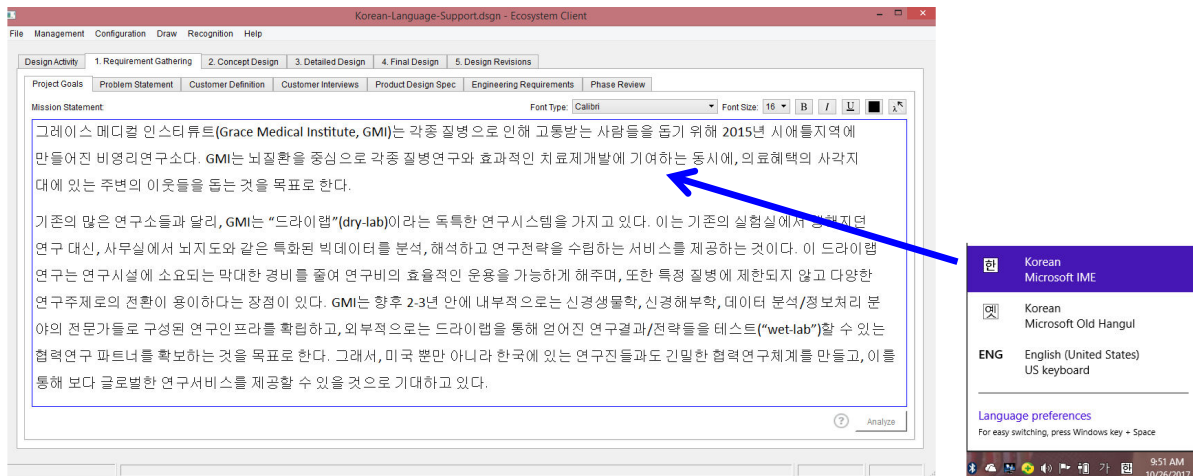 Korean-Language-Support.dsgn - Ecosystem Client
File Management Configuration Draw Recognition Help
Design Activity 1. Requirement Gathering 2. Concept Design 3. Detailed Design 4. Final Design 5. Design Revisions
Project Goals Problem Statement Customer Definition Customer Interviews Product Design Spec Engineering Requirements Phase Review
Mission Statement: Font Type: Calibri Font Size: 16 B I U
그레이스 메디컬 인스티튜트(Grace Medical Institute, GMI)는 각종 질병으로 인해 고통받는 사람들을 돕기 위해 2015년 시애틀지역에
만들어진 비영리연구소다. GMI는 뇌질환을 중심으로 각종 질병연구와 효과적인 치료제개발에 기여하는 동시에, 의료혜택의 사각지
대에 있는 주변의 이웃들을 돕는 것을 목표로 한다.
기존의 많은 연구소들과 달리, GMI는 “드라이랩”(dry-lab)이라는 독특한 연구시스템을 가지고 있다. 이는 기존의 실험실에서 행해지던
연구 대신, 사무실에서 뇌지도와 같은 특화된 빅데이터를 분석, 해석하고 연구전략을 수립하는 서비스를 제공하는 것이다. 이 드라이랩
연구는 연구시설에 소요되는 막대한 경비를 줄여 연구비의 효율적인 운용을 가능하게 해주며, 또한 특정 질병에 제한되지 않고 다양한
연구주제로의 전환이 용이하다는 장점이 있다. GMI는 향후 2-3년 안에 내부적으로는 신경생물학, 신경해부학, 데이터 분석/정보처리 분
야의 전문가들로 구성된 연구인프라를 확립하고, 외부적으로는 드라이랩을 통해 얻어진 연구결과/전략들을 테스트(“wet-lab”)할 수 있는
협력연구 파트너를 확보하는 것을 목표로 한다. 그래서, 미국 뿐만 아니라 한국에 있는 연구진들과도 긴밀한 협력연구체계를 만들고, 이를
통해 보다 글로벌한 연구서비스를 제공할 수 있을 것으로 기대하고 있다.
? Analyze
한 Korean
Microsoft IME
옛 Korean
Microsoft Old Hangul
ENG English (United States)
US keyboard
Language preferences
For easy switching, press Windows key + Space
가 한 9:51 AM
10/26/2017